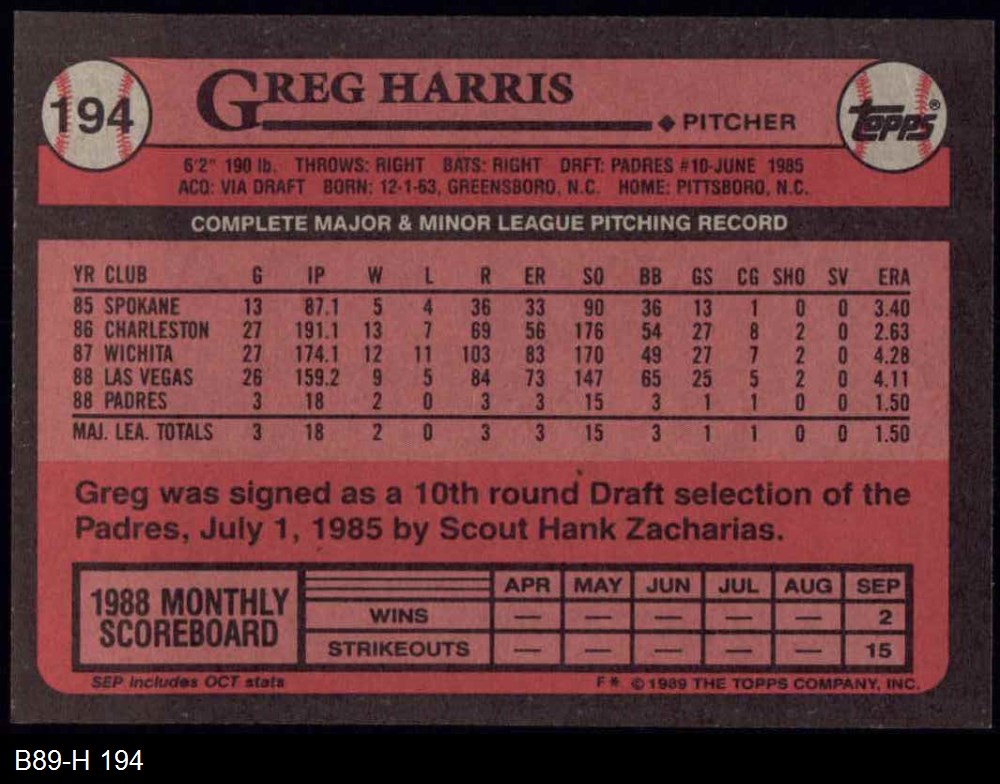 194
GREG HARRIS
◆ PITCHER
TOPPS®
6'2" 190 lb. THROWS: RIGHT BATS: RIGHT DRFT: PADRES #10-JUNE 1985
ACQ: VIA DRAFT BORN: 12-1-63, GREENSBORO, N.C. HOME: PITTSBORO, N.C.
COMPLETE MAJOR & MINOR LEAGUE PITCHING RECORD
YR CLUB G IP W L R ER SO BB GS CG SHO SV ERA
85 SPOKANE 13 87.1 5 4 36 33 90 36 13 1 0 0 3.40
86 CHARLESTON 27 191.1 13 7 69 56 176 54 27 8 2 0 2.63
87 WICHITA 27 174.1 12 11 103 83 170 49 27 7 2 0 4.28
88 LAS VEGAS 26 159.2 9 5 84 73 147 65 25 5 2 0 4.11
88 PADRES 3 18 2 0 3 3 15 3 1 1 0 0 1.50
MAJ. LEA. TOTALS 3 18 2 0 3 3 15 3 1 1 0 0 1.50
Greg was signed as a 10th round Draft selection of the
Padres, July 1, 1985 by Scout Hank Zacharias.
1988 MONTHLY
SCOREBOARD
APR MAY JUN JUL AUG SEP
WINS — — — — — 2
STRIKEOUTS — — — — — 15
SEP includes OCT stats
F* © 1989 THE TOPPS COMPANY, INC.
B89-H 194